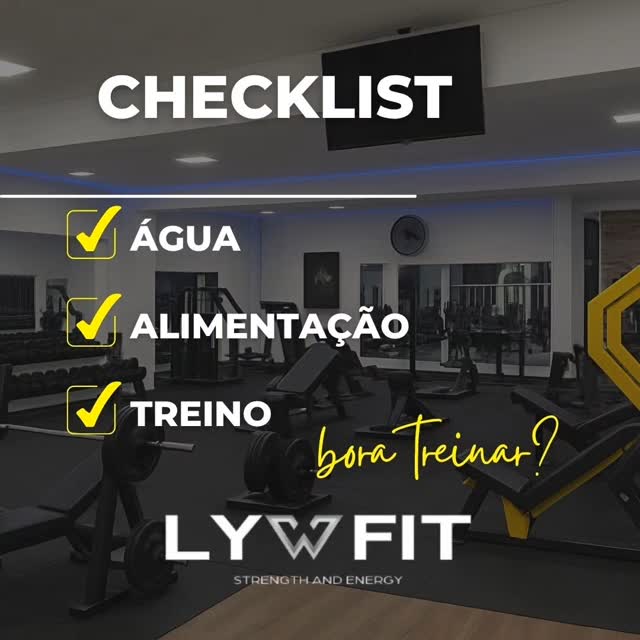 CHECKLIST
ÁGUA
ALIMENTAÇÃO
TREINO
bora treinar?
LYWFIT
STRENGTH AND ENERGY